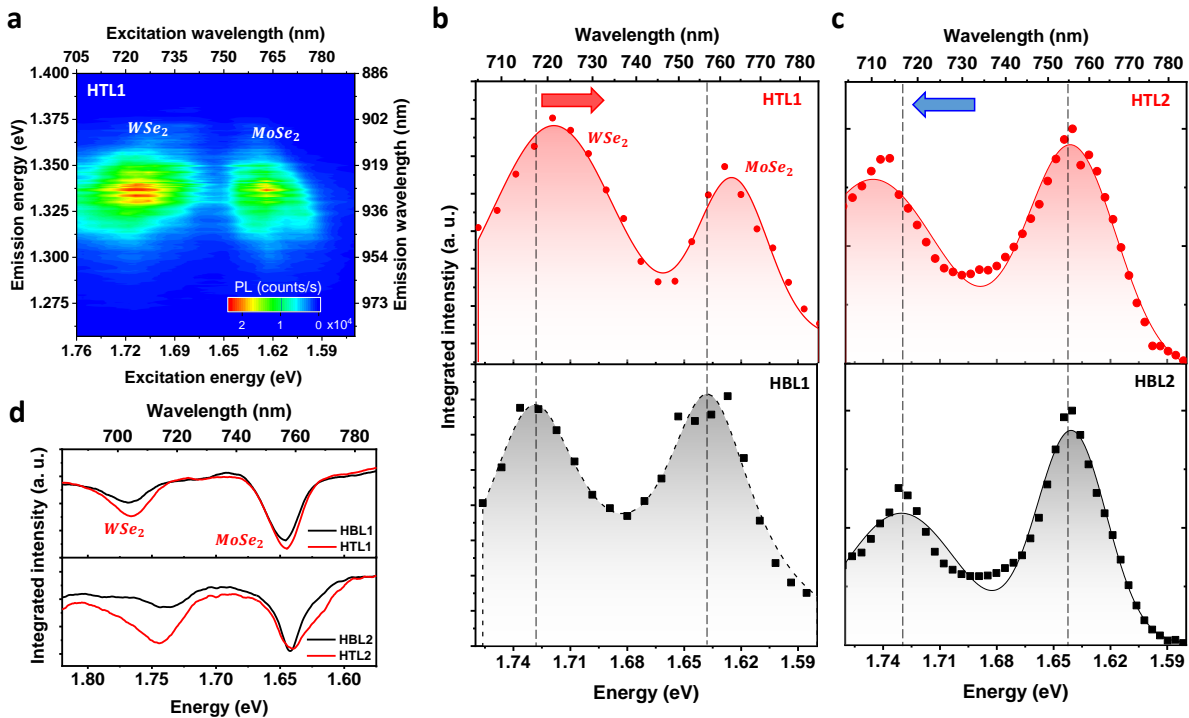 a
Excitation wavelength (nm)
705 724 744 765 780
1.400 1.375 1.350 1.325 1.300 1.275
Emission energy (eV)
HTL1
WSe2
MoSe2
PL (counts/s)
2 1 0 x10^4
886 902 919 936 954 973
Emission wavelength (nm)
1.76 1.72 1.69 1.65 1.62 1.59
Excitation energy (eV)
b
Wavelength (nm)
710 720 730 740 750 760 770 780
HTL1
WSe2
MoSe2
Integrated intenstiy (a. u.)
HBL1
1.74 1.71 1.68 1.65 1.62 1.59
Energy (eV)
c
Wavelength (nm)
710 720 730 740 750 760 770 780
HTL2
HBL2
1.74 1.71 1.68 1.65 1.62 1.59
Energy (eV)
d
Wavelength (nm)
700 720 740 760 780
Integrated intensity (a. u.)
WSe2
MoSe2
HBL1
HTL1
HBL2
HTL2
1.80 1.75 1.70 1.65 1.60
Energy (eV)